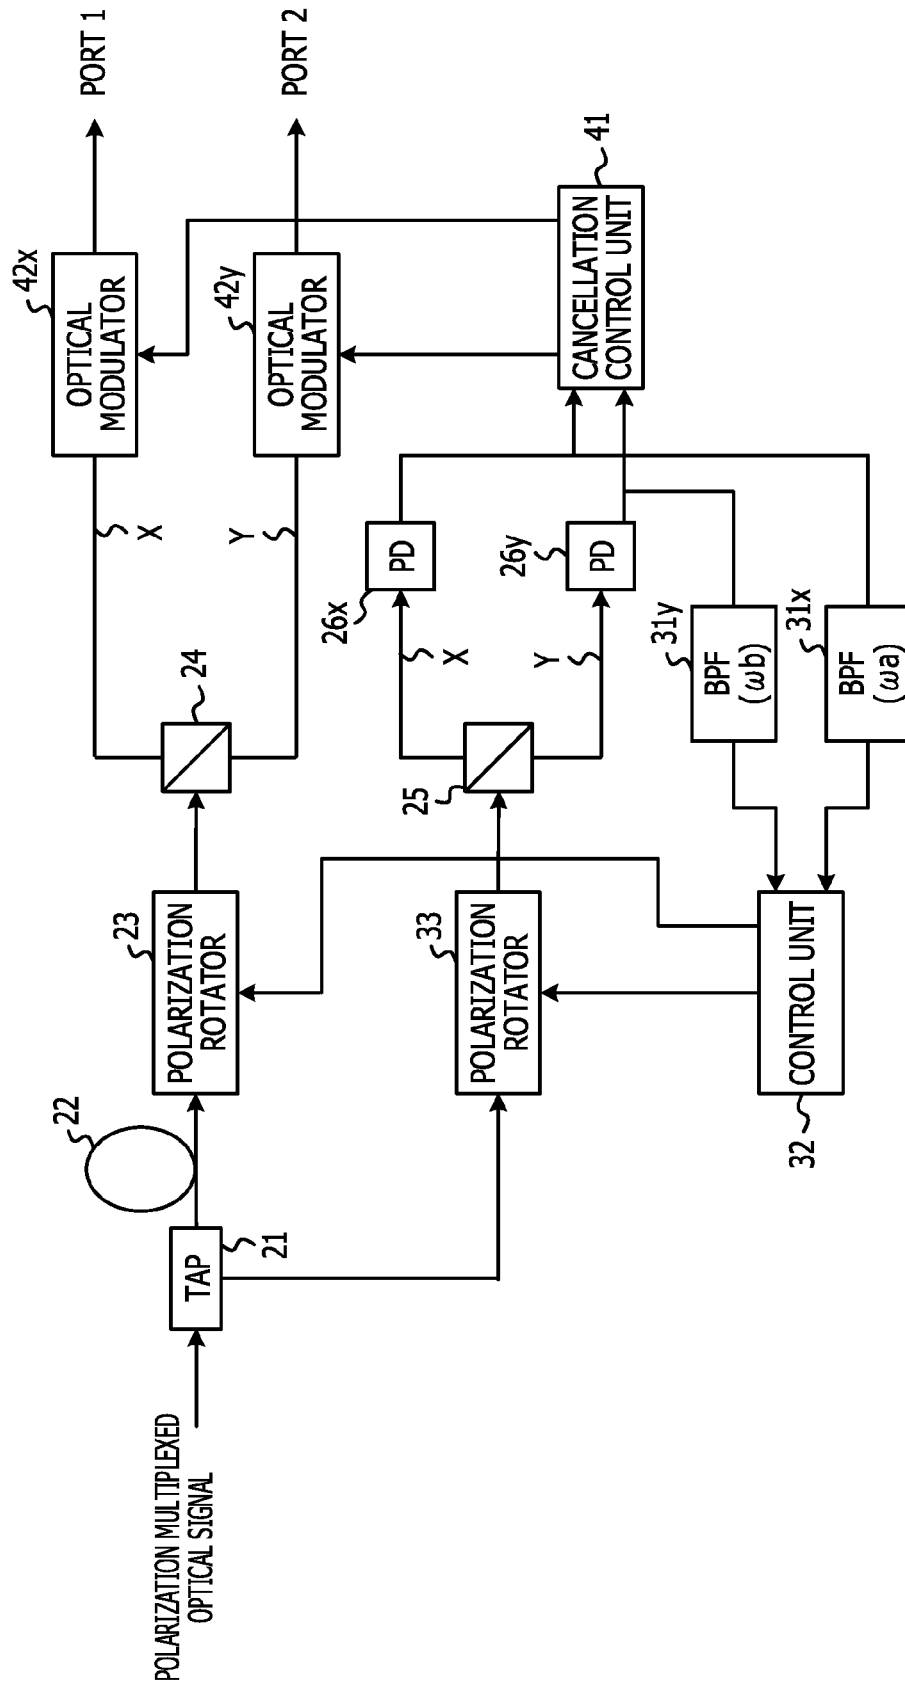 POLARIZATION MULTIPLEXED
OPTICAL SIGNAL
TAP
21
22
POLARIZATION
ROTATOR
23
24
X
Y
OPTICAL
MODULATOR
42x
OPTICAL
MODULATOR
42y
PORT 1
PORT 2
POLARIZATION
ROTATOR
33
25
X
Y
PD
26x
PD
26y
CANCELLATION
CONTROL UNIT
41
BPF
(ωb)
31y
BPF
(ωa)
31x
CONTROL UNIT
32